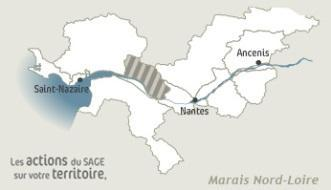 Ancenis
Saint-Nazaire
Nantes
Les actions du SAGE
sur votre territoire,
Marais Nord-Loire